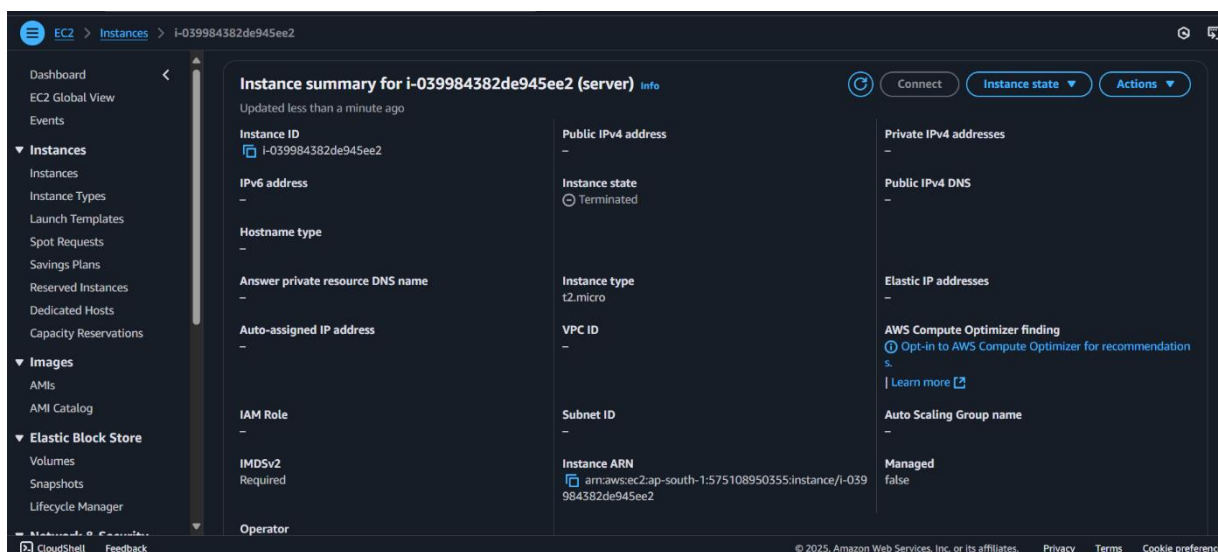 EC2 > Instances > i-039984382de945ee2
Dashboard
EC2 Global View
Events
Instances
Instances
Instance Types
Launch Templates
Spot Requests
Savings Plans
Reserved Instances
Dedicated Hosts
Capacity Reservations
Images
AMIs
AMI Catalog
Elastic Block Store
Volumes
Snapshots
Lifecycle Manager
Network & Security
Instance summary for i-039984382de945ee2 (server) Info
Connect
Instance state
Actions
Updated less than a minute ago
Instance ID
i-039984382de945ee2
Public IPv4 address
–
Private IPv4 addresses
–
IPv6 address
–
Instance state
Terminated
Public IPv4 DNS
–
Hostname type
–
Answer private resource DNS name
–
Instance type
t2.micro
Elastic IP addresses
–
Auto-assigned IP address
–
VPC ID
–
AWS Compute Optimizer finding
Opt-in to AWS Compute Optimizer for recommendation
s.
| Learn more
IAM Role
–
Subnet ID
–
Auto Scaling Group name
–
IMDSv2
Required
Instance ARN
arn:aws:ec2:ap-south-1:575108950355:instance/i-039
984382de945ee2
Managed
false
Operator
CloudShell Feedback
© 2025, Amazon Web Services, Inc. or its affiliates. Privacy Terms Cookie preferenc